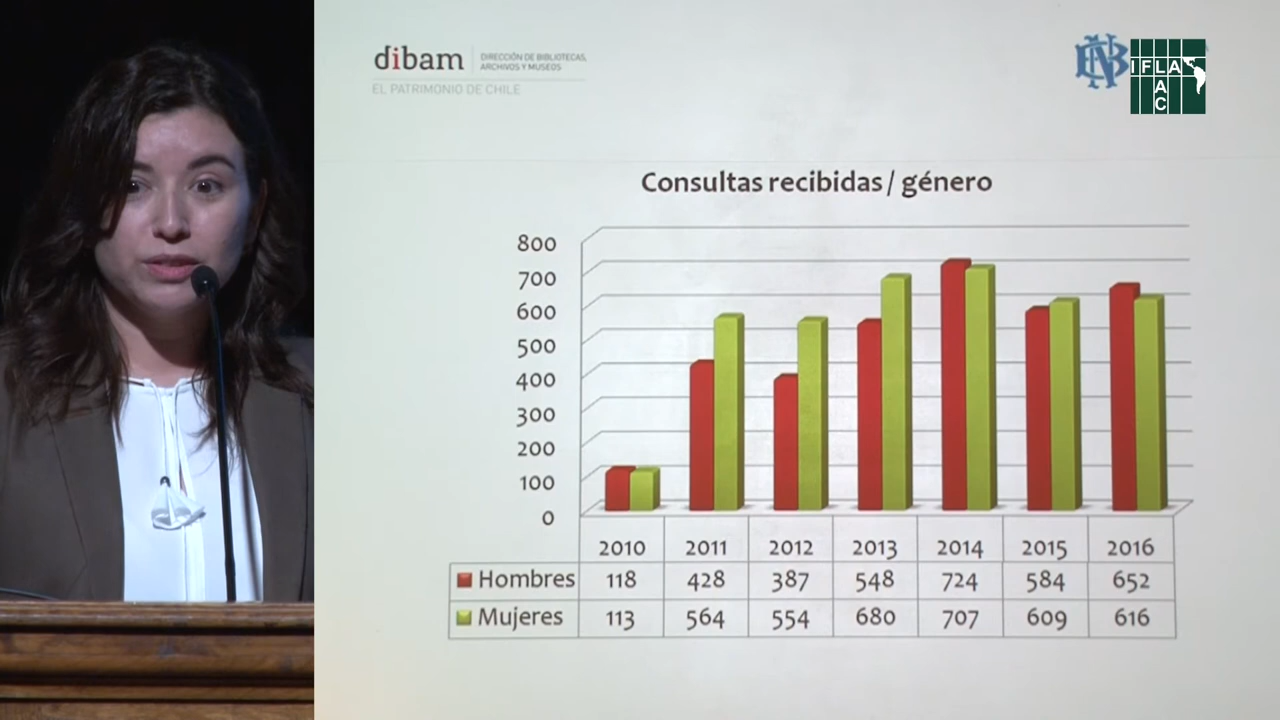 dibam
DIRECCIÓN DE BIBLIOTECAS,
ARCHIVOS Y MUSEOS
EL PATRIMONIO DE CHILE
BN
IFLA
LAC
Consultas recibidas / género
800
700
600
500
400
300
200
100
0
2010 2011 2012 2013 2014 2015 2016
Hombres 118 428 387 548 724 584 652
Mujeres 113 564 554 680 707 609 616